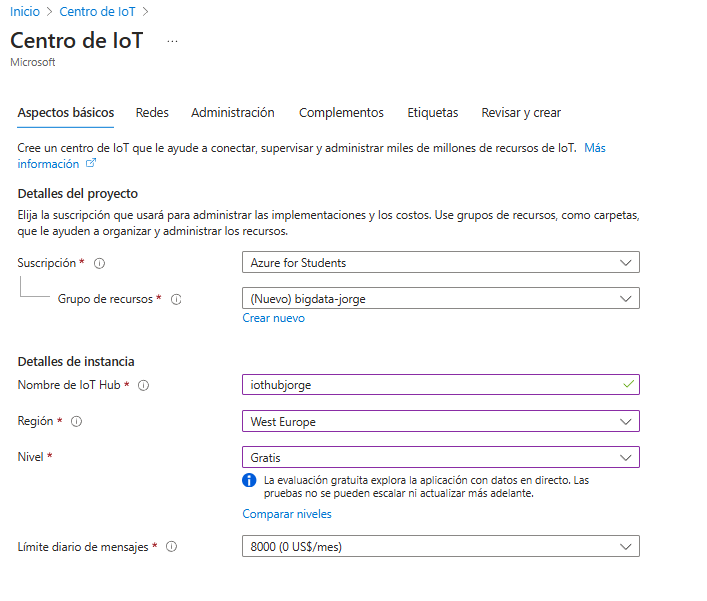 Inicio > Centro de IoT >
Centro de IoT ...
Microsoft
Aspectos básicos Redes Administración Complementos Etiquetas Revisar y crear
Cree un centro de IoT que le ayude a conectar, supervisar y administrar miles de millones de recursos de IoT. Más
información
Detalles del proyecto
Elija la suscripción que usará para administrar las implementaciones y los costos. Use grupos de recursos, como carpetas,
que le ayuden a organizar y administrar los recursos.
Suscripción * Azure for Students
Grupo de recursos * (Nuevo) bigdata-jorge
Crear nuevo
Detalles de instancia
Nombre de IoT Hub * iothubjorge
Región * West Europe
Nivel * Gratis
La evaluación gratuita explora la aplicación con datos en directo. Las
pruebas no se pueden escalar ni actualizar más adelante.
Comparar niveles
Límite diario de mensajes * 8000 (0 US$/mes)